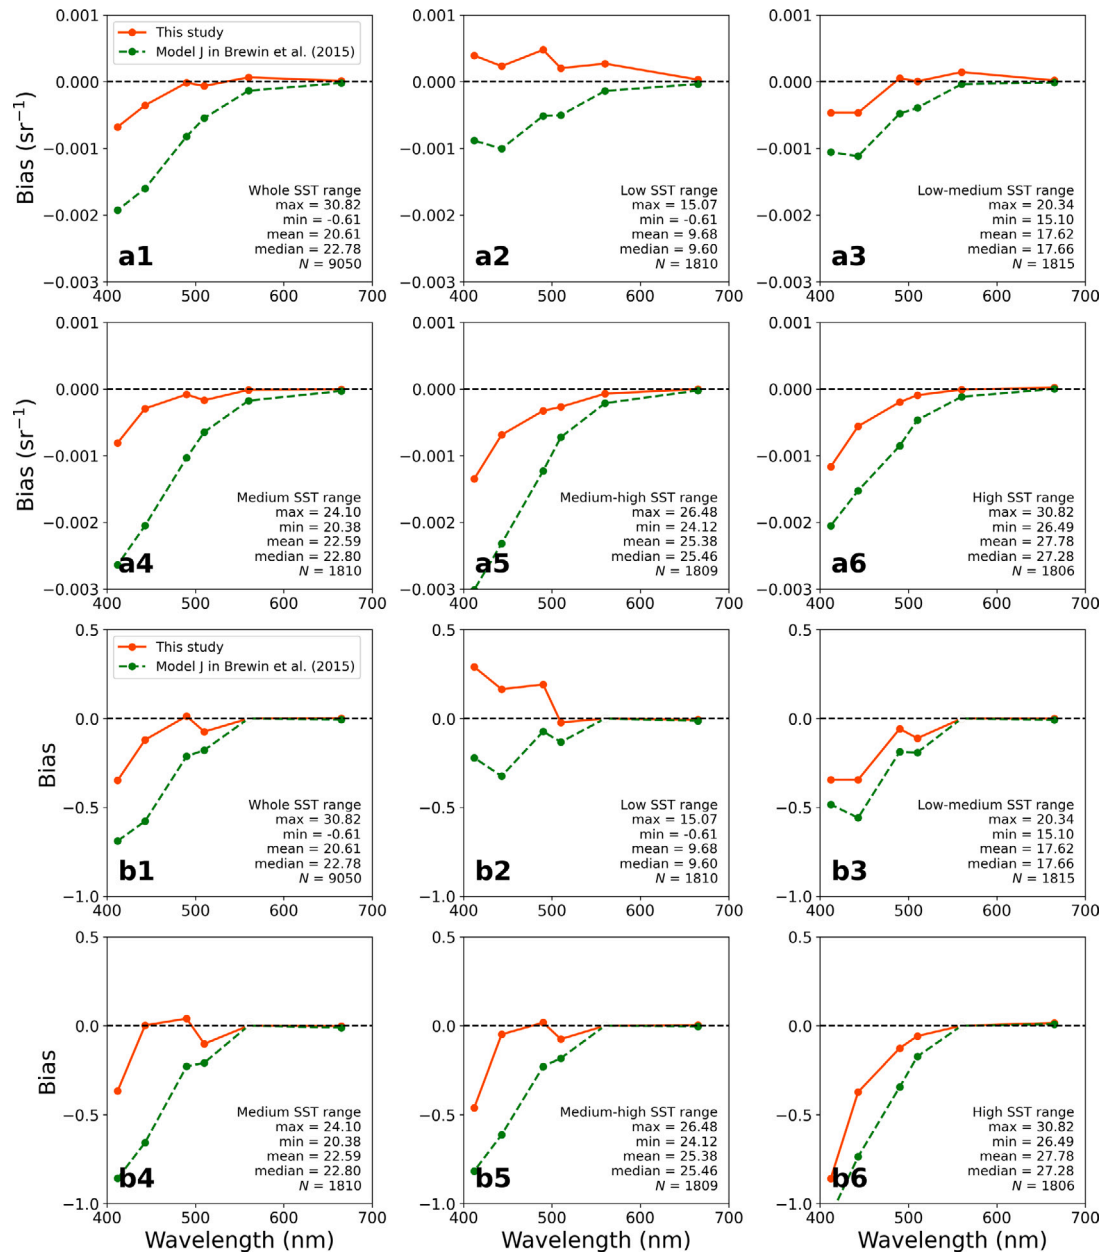 0.001
0.000
−0.001
−0.002
−0.003
Bias (sr⁻¹)
This study
Model J in Brewin et al. (2015)
Whole SST range
max = 30.82
min = -0.61
mean = 20.61
median = 22.78
N = 9050
a1
400 500 600 700
0.001
0.000
−0.001
−0.002
−0.003
Low SST range
max = 15.07
min = -0.61
mean = 9.68
median = 9.60
N = 1810
a2
400 500 600 700
0.001
0.000
−0.001
−0.002
−0.003
Low-medium SST range
max = 20.34
min = 15.10
mean = 17.62
median = 17.66
N = 1815
a3
400 500 600 700
0.001
0.000
−0.001
−0.002
−0.003
Bias (sr⁻¹)
Medium SST range
max = 24.10
min = 20.38
mean = 22.59
median = 22.80
N = 1810
a4
400 500 600 700
0.001
0.000
−0.001
−0.002
−0.003
Medium-high SST range
max = 26.48
min = 24.12
mean = 25.38
median = 25.46
N = 1809
a5
400 500 600 700
0.001
0.000
−0.001
−0.002
−0.003
High SST range
max = 30.82
min = 26.49
mean = 27.78
median = 27.28
N = 1806
a6
400 500 600 700
0.5
0.0
−0.5
−1.0
Bias
This study
Model J in Brewin et al. (2015)
Whole SST range
max = 30.82
min = -0.61
mean = 20.61
median = 22.78
N = 9050
b1
400 500 600 700
0.5
0.0
−0.5
−1.0
Low SST range
max = 15.07
min = -0.61
mean = 9.68
median = 9.60
N = 1810
b2
400 500 600 700
0.5
0.0
−0.5
−1.0
Low-medium SST range
max = 20.34
min = 15.10
mean = 17.62
median = 17.66
N = 1815
b3
400 500 600 700
0.5
0.0
−0.5
−1.0
Bias
Medium SST range
max = 24.10
min = 20.38
mean = 22.59
median = 22.80
N = 1810
b4
400 500 600 700
Wavelength (nm)
0.5
0.0
−0.5
−1.0
Medium-high SST range
max = 26.48
min = 24.12
mean = 25.38
median = 25.46
N = 1809
b5
400 500 600 700
Wavelength (nm)
0.5
0.0
−0.5
−1.0
High SST range
max = 30.82
min = 26.49
mean = 27.78
median = 27.28
N = 1806
b6
400 500 600 700
Wavelength (nm)